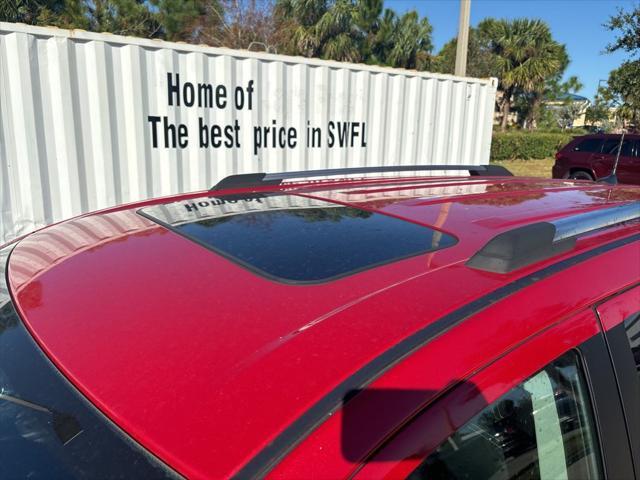 Home of
The best price in SWFL